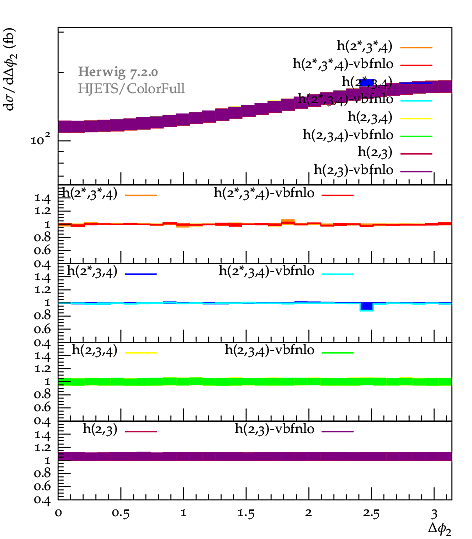 dσ/dΔϕ₂ (fb)
Herwig 7.2.0
HJETS/ColorFull
h(2*,3*,4)
h(2*,3*,4)-vbfnlo
h(2*,3,4)
h(2*,3,4)-vbfnlo
h(2,3,4)
h(2,3,4)-vbfnlo
h(2,3)
h(2,3)-vbfnlo
10²
h(2*,3*,4) h(2*,3*,4)-vbfnlo
1.4
1.2
1
0.8
0.6
0.4
h(2*,3,4) h(2*,3,4)-vbfnlo
1.4
1.2
1
0.8
0.6
0.4
h(2,3,4) h(2,3,4)-vbfnlo
1.4
1.2
1
0.8
0.6
0.4
h(2,3) h(2,3)-vbfnlo
1.4
1.2
1
0.8
0.6
0.4
0 0.5 1 1.5 2 2.5 3
Δϕ₂